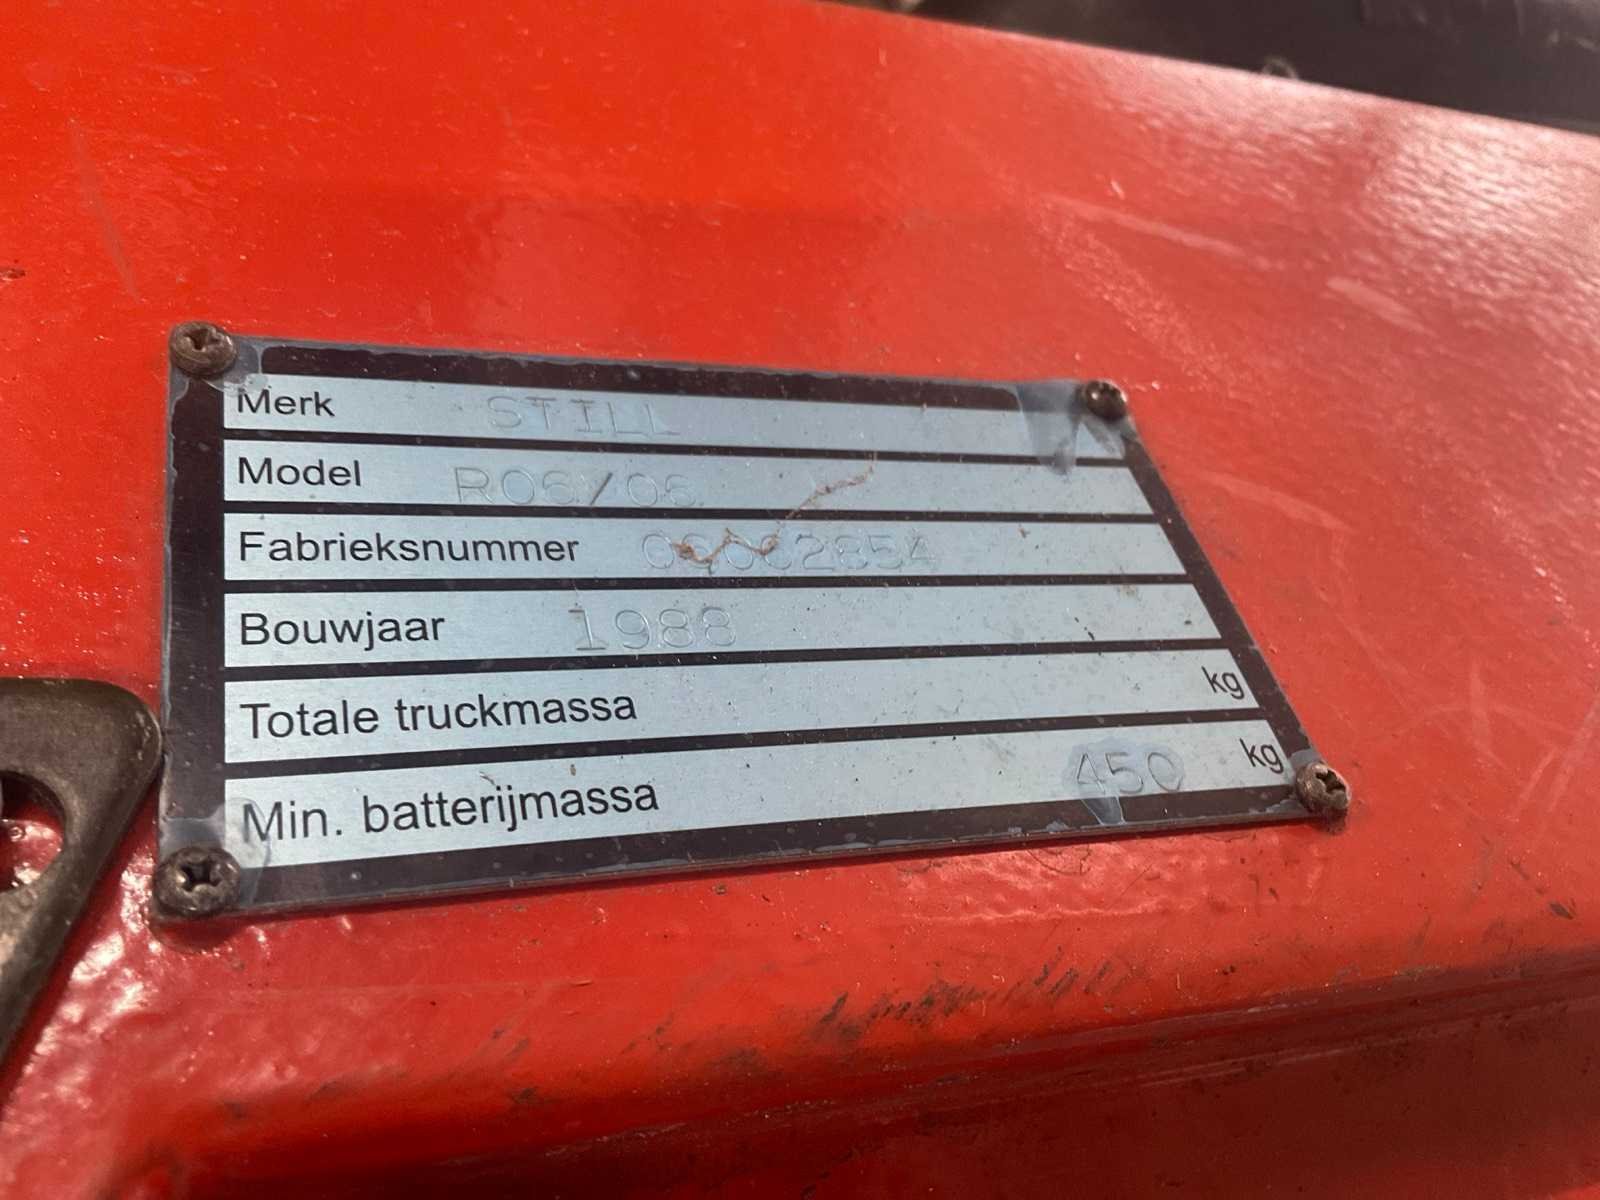 Merk STILL
Model R06/06
Fabrieksnummer
Bouwjaar 1988
Totale truckmassa kg
Min. batterijmassa 450 kg